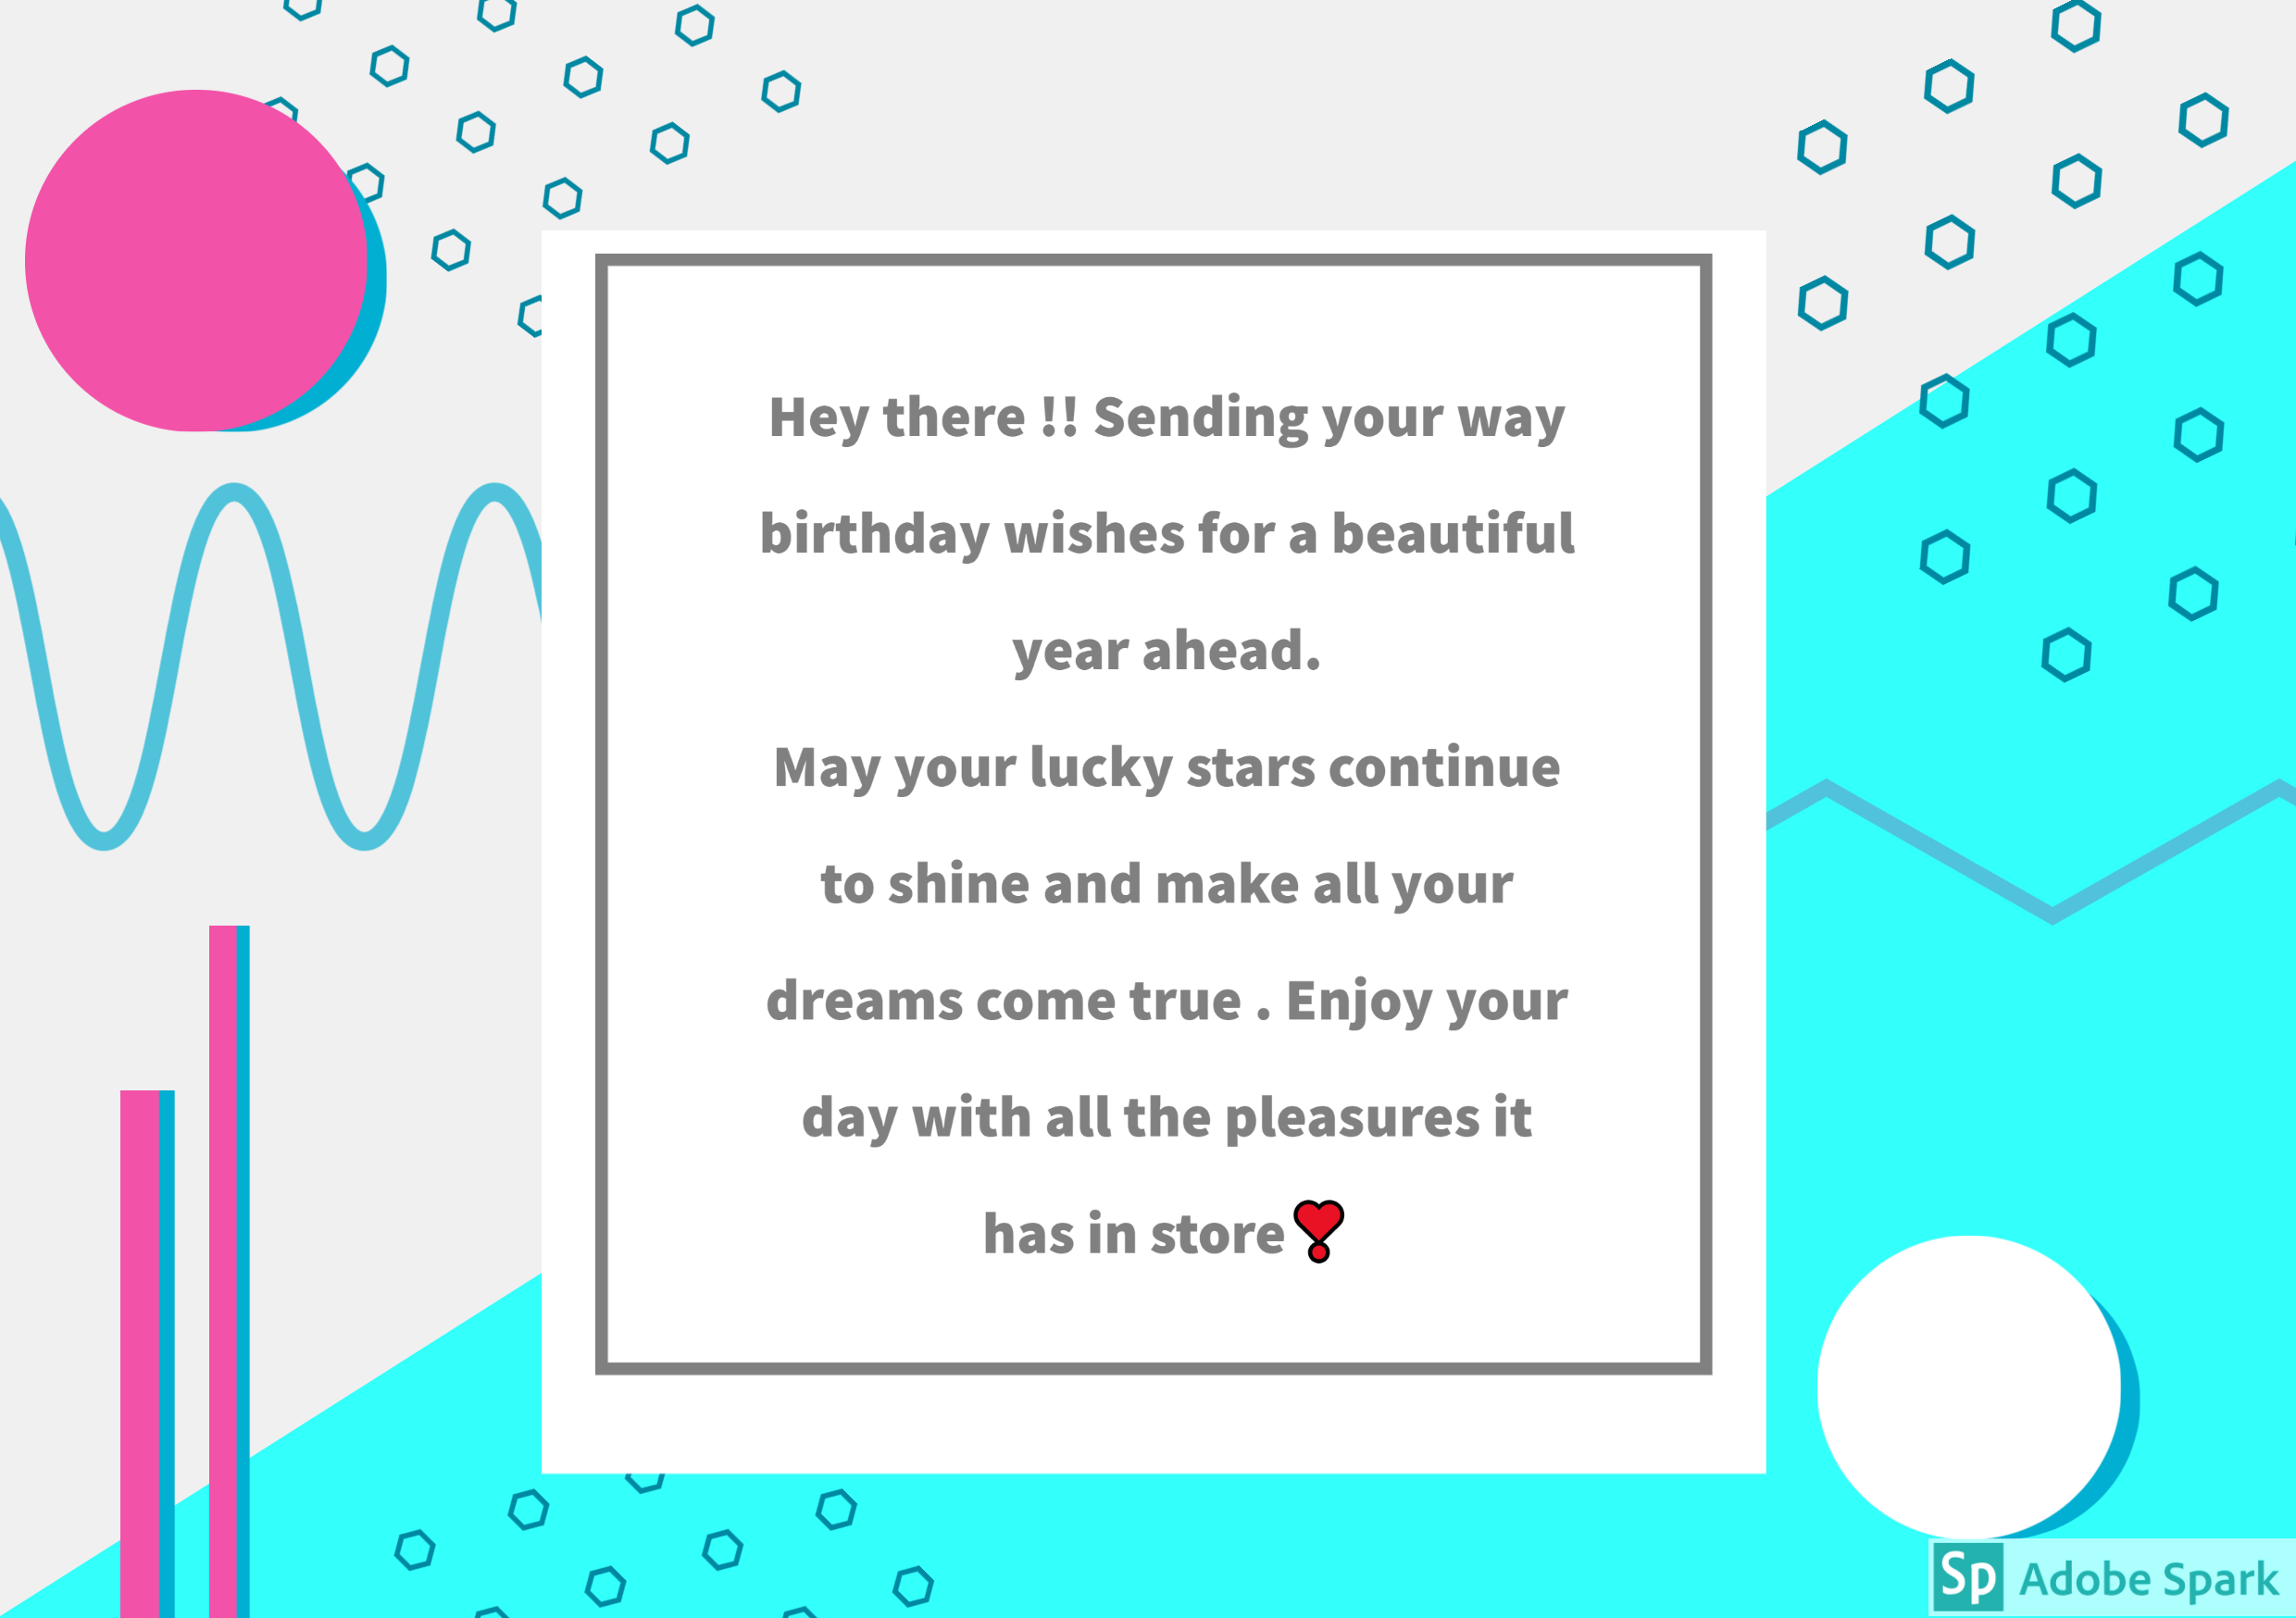 Hey there !! Sending your way
birthday wishes for a beautiful
year ahead.
May your lucky stars continue
to shine and make all your
dreams come true . Enjoy your
day with all the pleasures it
has in store❣
Sp Adobe Spark